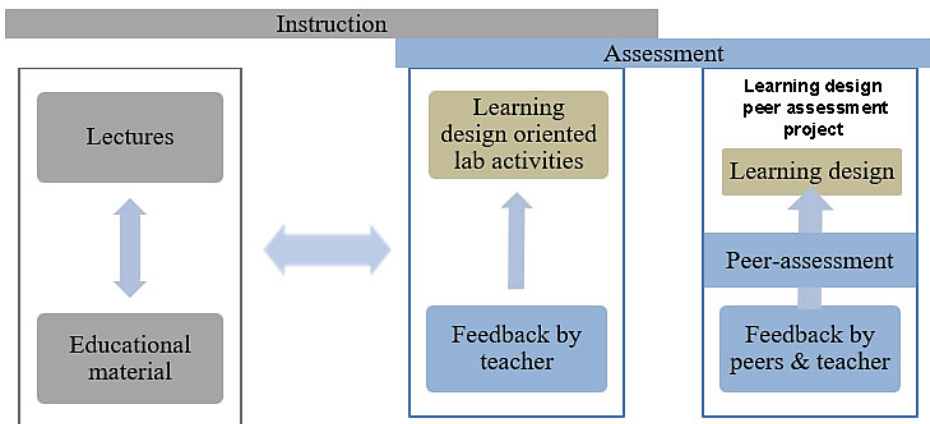 Instruction
Assessment
Lectures
Educational
material
Learning
design oriented
lab activities
Feedback by
teacher
Learning design
peer assessment
project
Learning design
Peer-assessment
Feedback by
peers & teacher